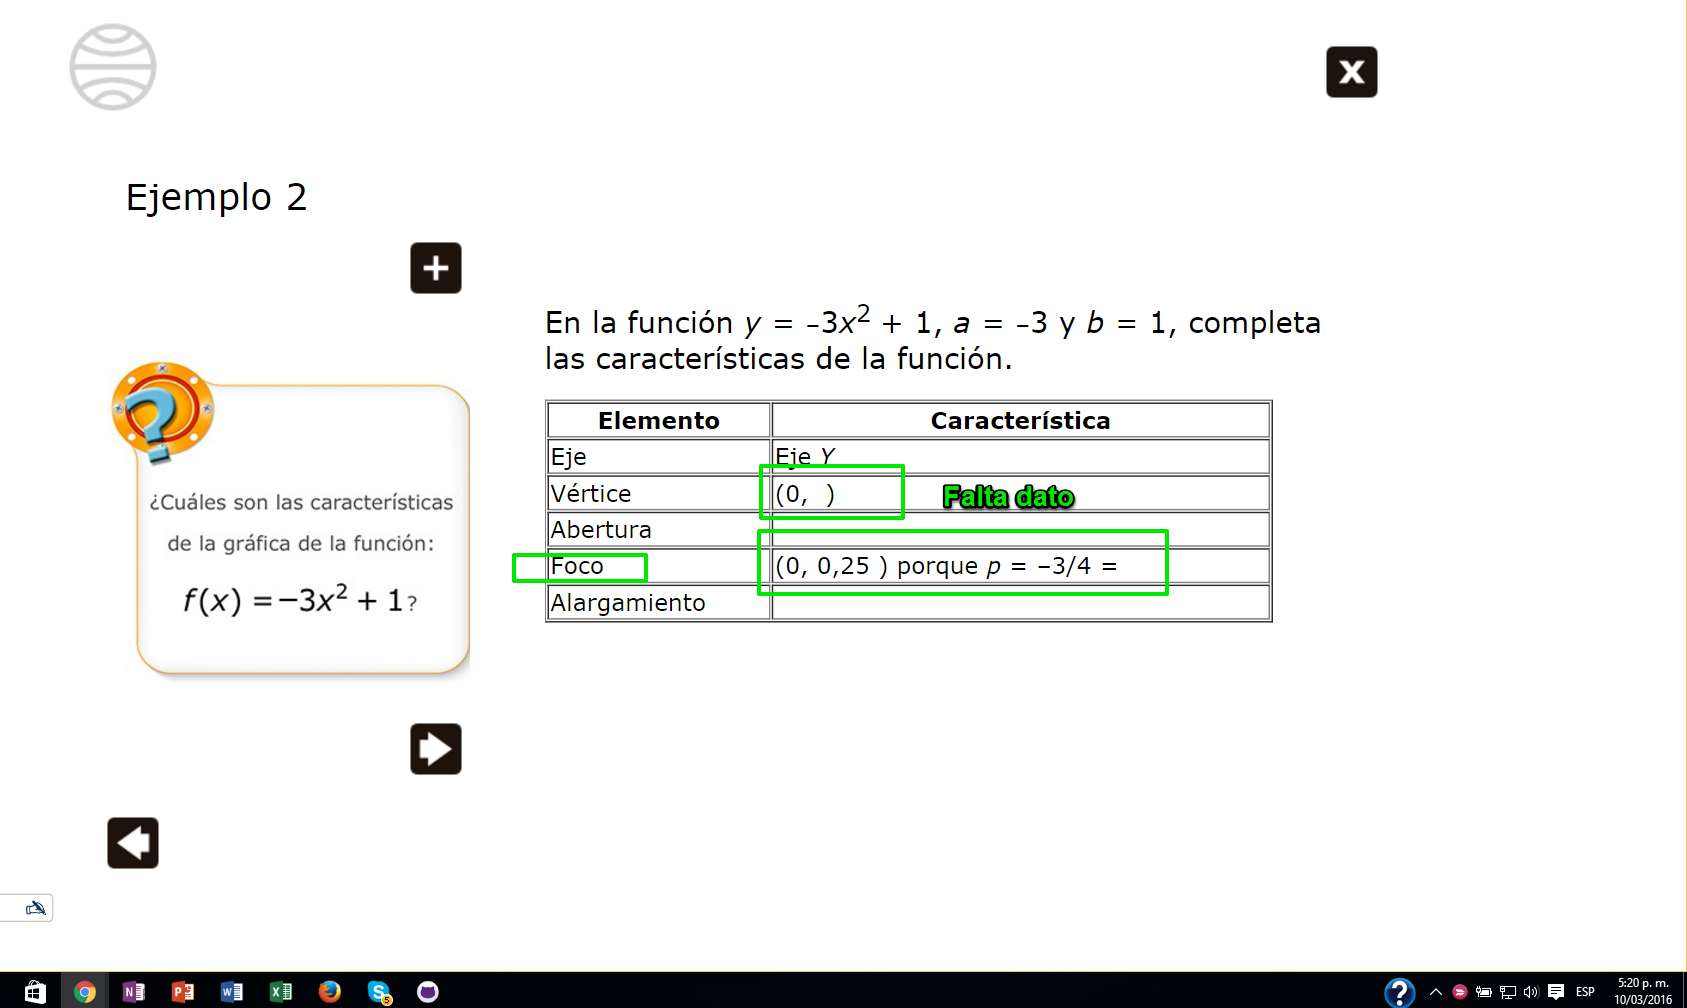 X
Ejemplo 2
+
En la función y = –3x² + 1, a = –3 y b = 1, completa
las características de la función.
Elemento Característica
Eje Eje Y
Vértice (0,  ) Falta dato
Abertura
Foco (0, 0,25 ) porque p = –3/4 =
Alargamiento
?
¿Cuáles son las características
de la gráfica de la función:
f(x) = −3x² + 1?
N P W X S 5 ? ESP 5:20 p. m.
10/03/2016